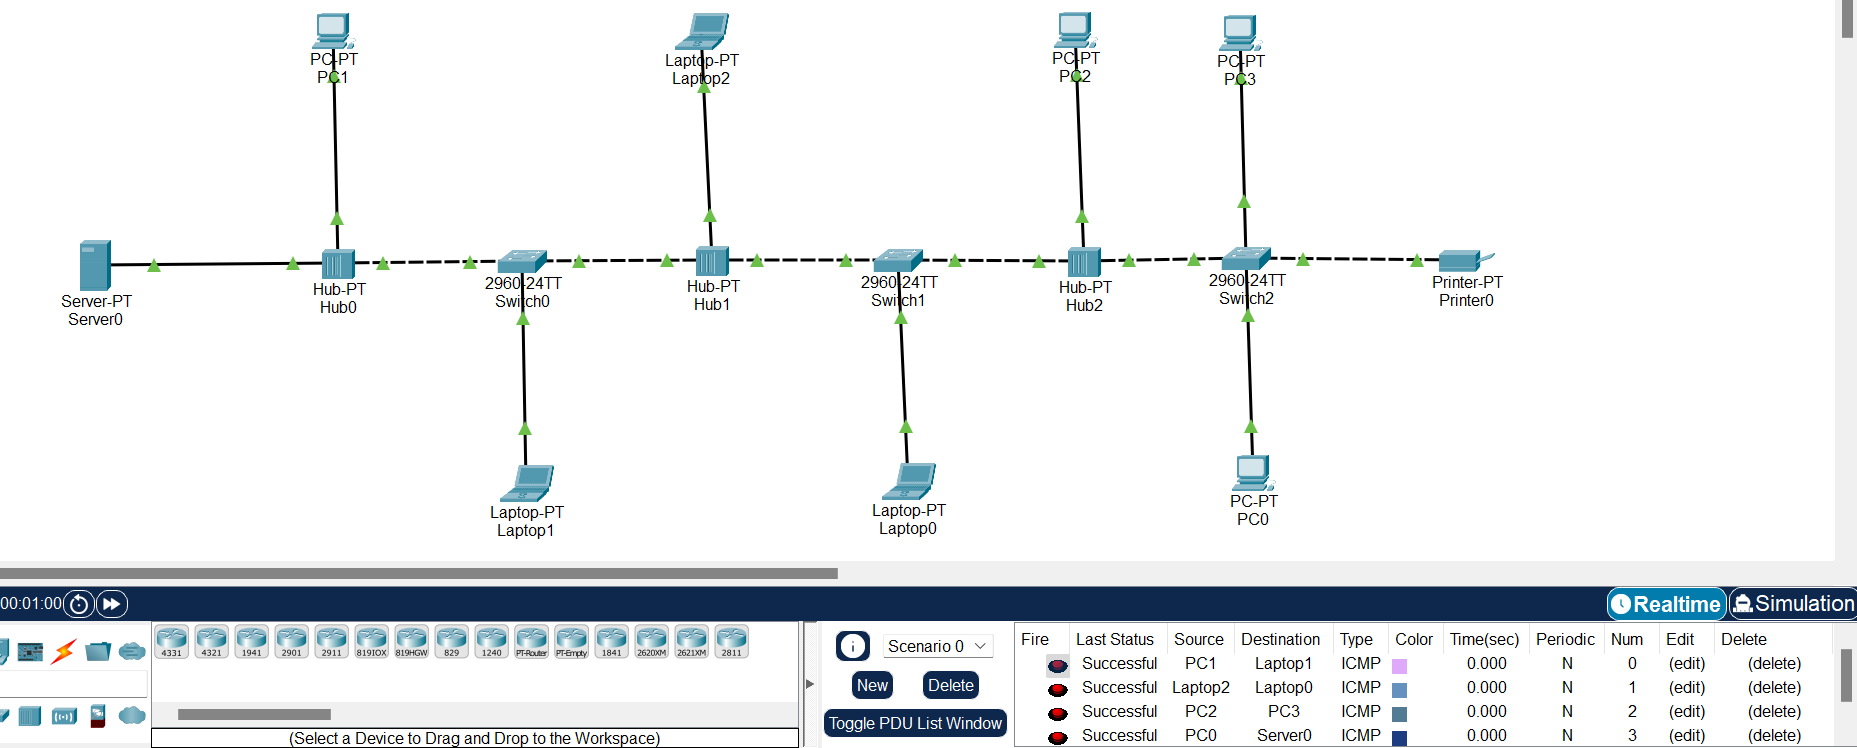 PC-PT
PC1
Laptop-PT
Laptop2
PC-PT
PC2
PC-PT
PC3
Server-PT
Server0
Hub-PT
Hub0
2960-24TT
Switch0
Hub-PT
Hub1
2960-24TT
Switch1
Hub-PT
Hub2
2960-24TT
Switch2
Printer-PT
Printer0
Laptop-PT
Laptop1
Laptop-PT
Laptop0
PC-PT
PC0
00:01:00
Realtime
Simulation
4331 4321 1941 2901 2911 819IOX 819HGW 829 1240 PT-Router PT-Empty 1841 2620XM 2621XM 2811
(Select a Device to Drag and Drop to the Workspace)
Scenario 0
New Delete
Toggle PDU List Window
Fire Last Status Source Destination Type Color Time(sec) Periodic Num Edit Delete
Successful PC1 Laptop1 ICMP 0.000 N 0 (edit) (delete)
Successful Laptop2 Laptop0 ICMP 0.000 N 1 (edit) (delete)
Successful PC2 PC3 ICMP 0.000 N 2 (edit) (delete)
Successful PC0 Server0 ICMP 0.000 N 3 (edit) (delete)